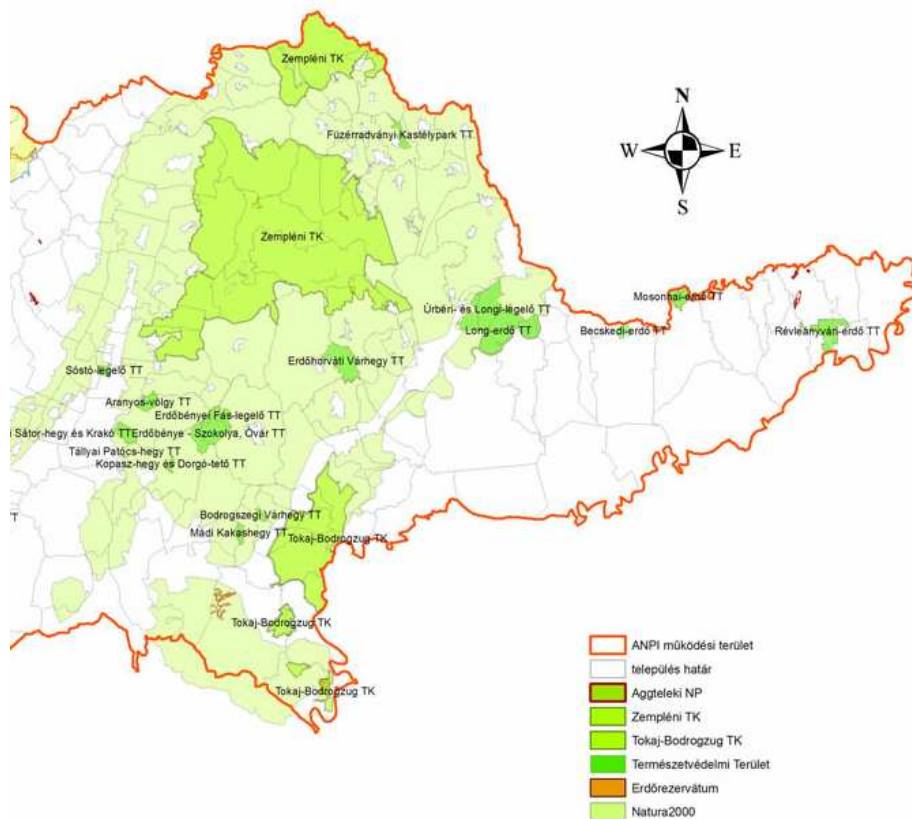 Zempléni TK
Füzérradványi Kastélypark TT
N
W
E
S
Zempléni TK
Mosonnai-erdő TT
Úrbéri- és Longi-legelő TT
Long-erdő TT
Becskedi-erdő TT
Révleányvári-erdő TT
Erdőhorváti Várhegy TT
Sóstó-legelő TT
Aranyos-völgy TT
Erdőbényei Fás-legelő TT
i Sátor-hegy és Krakó TT
Erdőbénye - Szokolya, Óvár TT
Tállyai Patócs-hegy TT
Kopasz-hegy és Dorgó-tető TT
Bodrogszegi Várhegy TT
Mádi Kakashegy TT
Tokaj-Bodrogzug TK
Tokaj-Bodrogzug TK
Tokaj-Bodrogzug TK
ANPI működési terület
település határ
Aggteleki NP
Zempléni TK
Tokaj-Bodrogzug TK
Természetvédelmi Terület
Erdőrezervátum
Natura2000